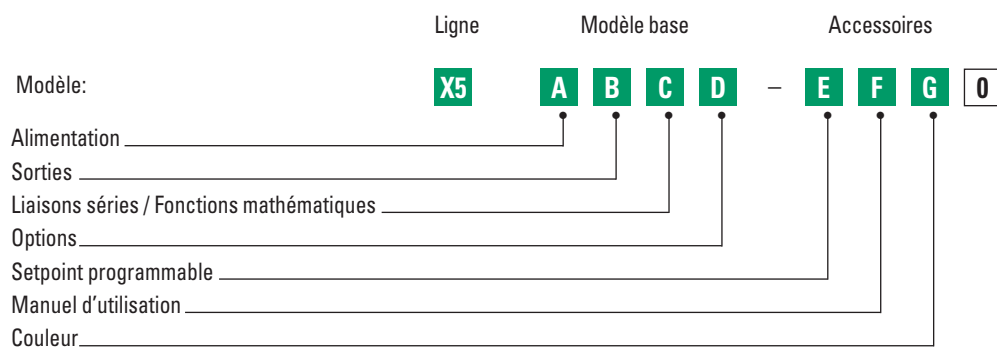 Ligne Modèle base Accessoires
Modèle: X5 A B C D – E F G 0
Alimentation
Sorties
Liaisons séries / Fonctions mathématiques
Options
Setpoint programmable
Manuel d’utilisation
Couleur